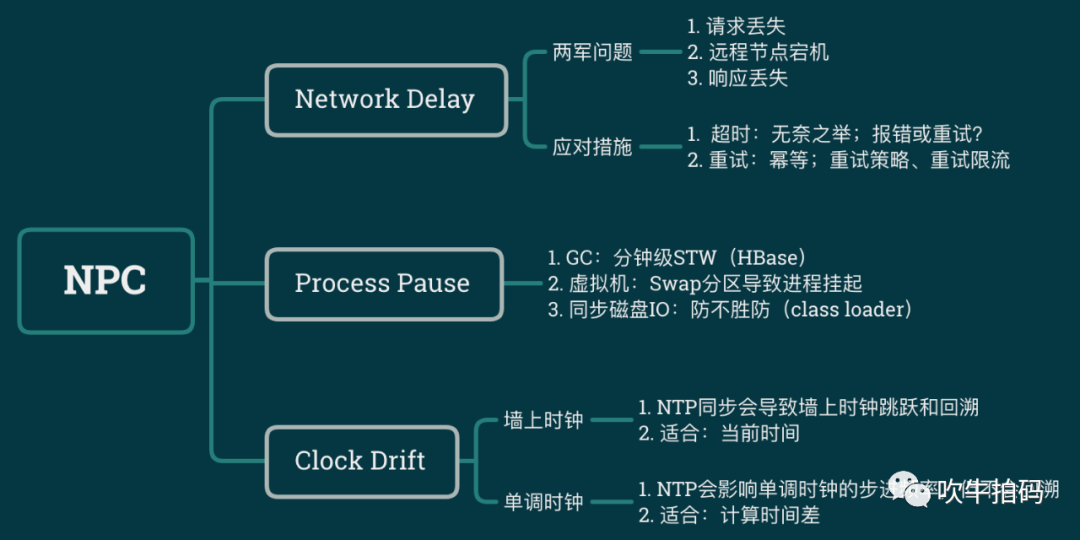 NPC
Network Delay
两军问题
1. 请求丢失
2. 远程节点宕机
3. 响应丢失
应对措施
1. 超时：无奈之举；报错或重试？
2. 重试：幂等；重试策略、重试限流
Process Pause
1. GC：分钟级STW（HBase）
2. 虚拟机：Swap分区导致进程挂起
3. 同步磁盘IO：防不胜防（class loader）
Clock Drift
墙上时钟
1. NTP同步会导致墙上时钟跳跃和回溯
2. 适合：当前时间
单调时钟
1. NTP会影响单调时钟的步进
溯
2. 适合：计算时间差
吹牛拍码